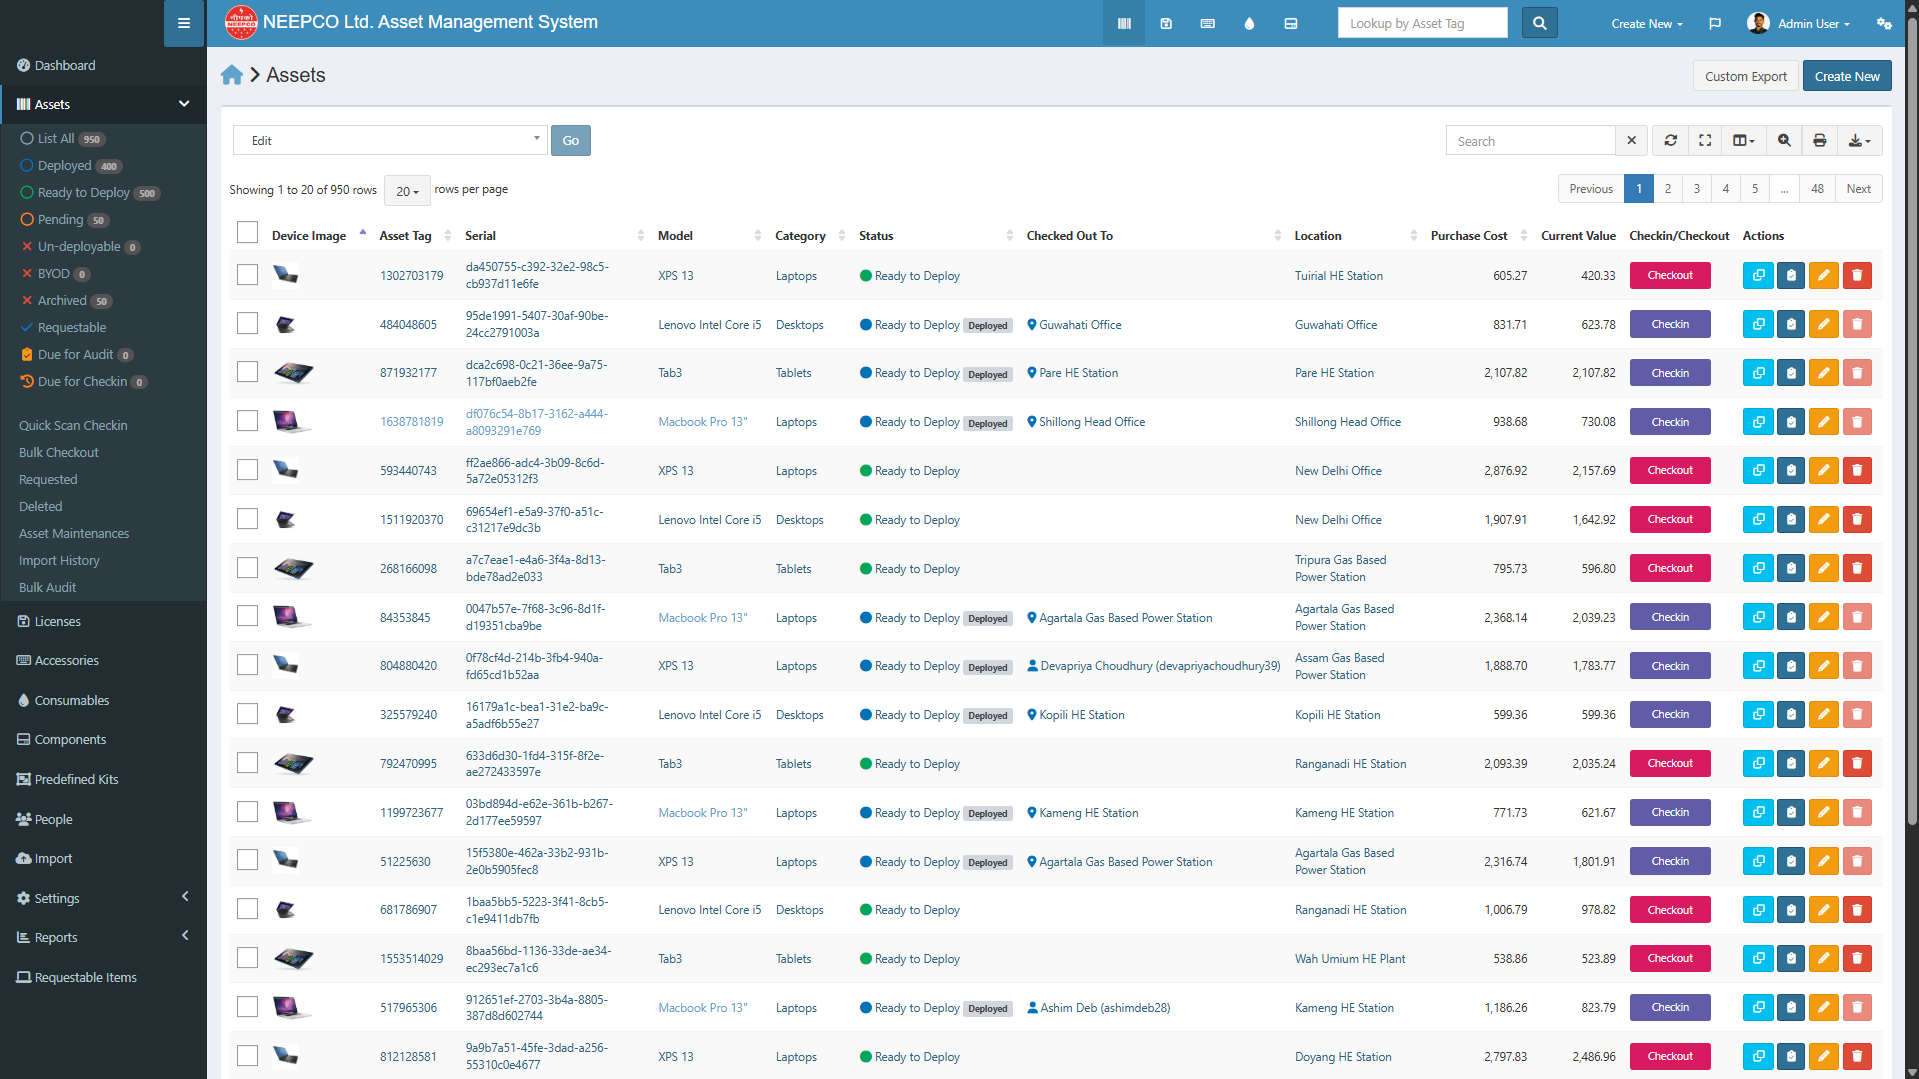 नीपको
NEEPCO
NEEPCO Ltd. Asset Management System
Lookup by Asset Tag
Create New
Admin User
Dashboard
Assets
List All 950
Deployed 400
Ready to Deploy 500
Pending 50
Un-deployable 0
BYOD 0
Archived 50
Requestable
Due for Audit 0
Due for Checkin 0
Quick Scan Checkin
Bulk Checkout
Requested
Deleted
Asset Maintenances
Import History
Bulk Audit
Licenses
Accessories
Consumables
Components
Predefined Kits
People
Import
Settings
Reports
Requestable Items
Assets
Custom Export
Create New
Edit
Go
Search
Showing 1 to 20 of 950 rows 20 rows per page
Previous 1 2 3 4 5 ... 48 Next
Device Image Asset Tag Serial Model Category Status Checked Out To Location Purchase Cost Current Value Checkin/Checkout Actions
1302703179 da450755-c392-32e2-98c5-cb937d11e6fe XPS 13 Laptops Ready to Deploy Tuirial HE Station 605.27 420.33 Checkout
484048605 95de1991-5407-30af-90be-24cc2791003a Lenovo Intel Core i5 Desktops Ready to Deploy Deployed Guwahati Office Guwahati Office 831.71 623.78 Checkin
871932177 dca2c698-0c21-36ee-9a75-117bf0aeb2fe Tab3 Tablets Ready to Deploy Deployed Pare HE Station Pare HE Station 2,107.82 2,107.82 Checkin
1638781819 df076c54-8b17-3162-a444-a8093291e769 Macbook Pro 13" Laptops Ready to Deploy Deployed Shillong Head Office Shillong Head Office 938.68 730.08 Checkin
593440743 ff2ae866-adc4-3b09-8c6d-5a72e05312f3 XPS 13 Laptops Ready to Deploy New Delhi Office 2,876.92 2,157.69 Checkout
1511920370 69654ef1-e5a9-37f0-a51c-c31217e9dc3b Lenovo Intel Core i5 Desktops Ready to Deploy New Delhi Office 1,907.91 1,642.92 Checkout
268166098 a7c7eae1-e4a6-3f4a-8d13-bde78ad2e033 Tab3 Tablets Ready to Deploy Tripura Gas Based Power Station 795.73 596.80 Checkout
84353845 0047b57e-7f68-3c96-8d1f-d19351cba9be Macbook Pro 13" Laptops Ready to Deploy Deployed Agartala Gas Based Power Station Agartala Gas Based Power Station 2,368.14 2,039.23 Checkin
804880420 0f78cf4d-214b-3fb4-940a-fd65cd1b52aa XPS 13 Laptops Ready to Deploy Deployed Devapriya Choudhury (devapriyachoudhury39) Assam Gas Based Power Station 1,888.70 1,783.77 Checkin
325579240 16179a1c-bea1-31e2-ba9c-a5adf6b55e27 Lenovo Intel Core i5 Desktops Ready to Deploy Deployed Kopili HE Station Kopili HE Station 599.36 599.36 Checkin
792470995 633d6d30-1fd4-315f-8f2e-ae272433597e Tab3 Tablets Ready to Deploy Ranganadi HE Station 2,093.39 2,035.24 Checkout
1199723677 03bd894d-e62e-361b-b267-2d177ee59597 Macbook Pro 13" Laptops Ready to Deploy Deployed Kameng HE Station Kameng HE Station 771.73 621.67 Checkin
51225630 15f5380e-462a-33b2-931b-2e0b5905fec8 XPS 13 Laptops Ready to Deploy Deployed Agartala Gas Based Power Station Agartala Gas Based Power Station 2,316.74 1,801.91 Checkin
681786907 1baa5bb5-5223-3f41-8cb5-c1e9411db7fb Lenovo Intel Core i5 Desktops Ready to Deploy Ranganadi HE Station 1,006.79 978.82 Checkout
1553514029 8baa56bd-1136-33de-ae34-ec293ec7a1c6 Tab3 Tablets Ready to Deploy Wah Umium HE Plant 538.86 523.89 Checkout
517965306 912651ef-2703-3b4a-8805-387d8d602744 Macbook Pro 13" Laptops Ready to Deploy Deployed Ashim Deb (ashimdeb28) Kameng HE Station 1,186.26 823.79 Checkin
812128581 9a9b7a51-45fe-3dad-a256-55310c0e4677 XPS 13 Laptops Ready to Deploy Doyang HE Station 2,797.83 2,486.96 Checkout